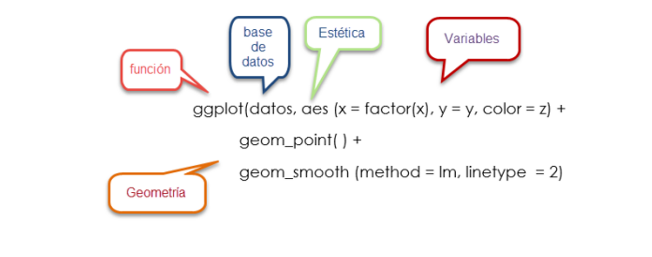 base
de
datos
Estética
Variables
función
ggplot(datos, aes (x = factor(x), y = y, color = z) +
geom_point( ) +
geom_smooth (method = lm, linetype  = 2)
Geometría